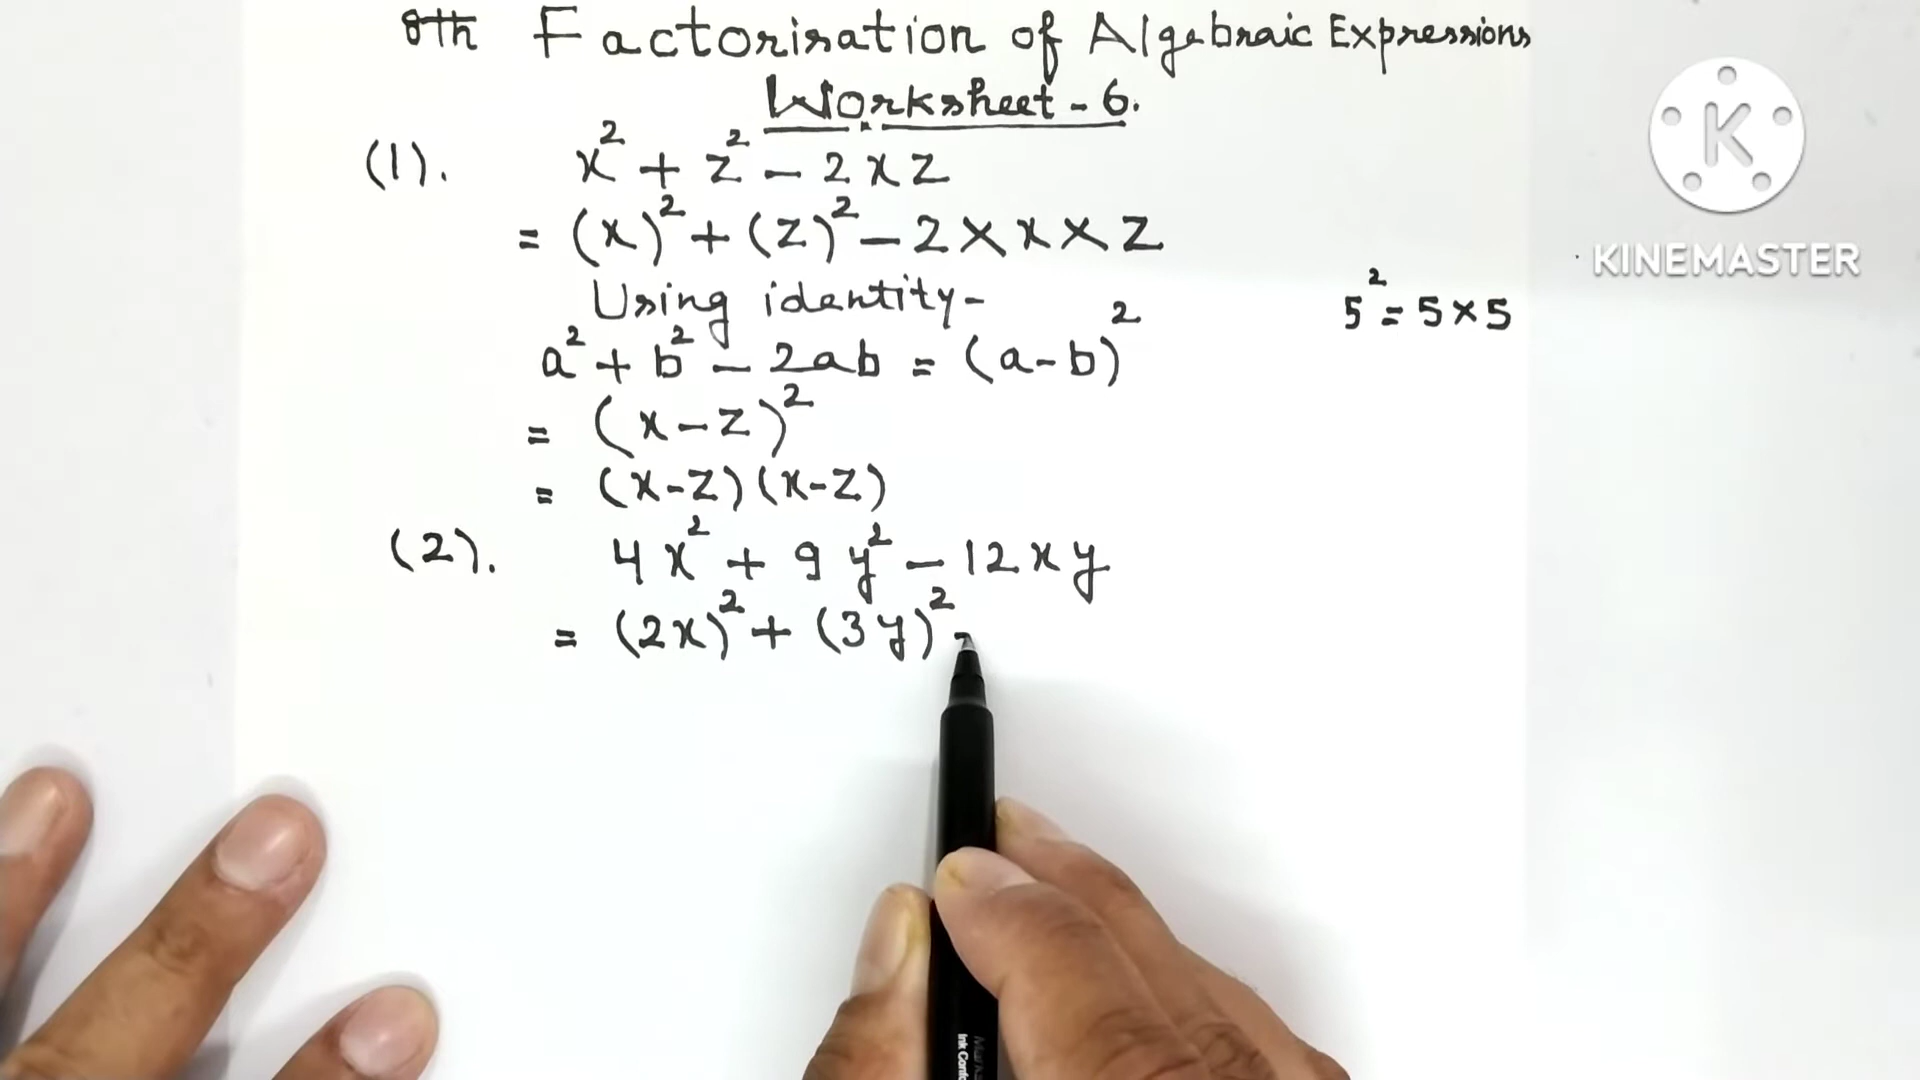 8th Factorisation of Algebraic Expressions
Worksheet - 6.
(1). x² + z² - 2xz
= (x)² + (z)² - 2 × x × z
Using identity -
a² + b² - 2ab = (a-b)²
= (x-z)²
= (x-z)(x-z)
(2). 4x² + 9y² - 12xy
= (2x)² + (3y)² -
5² = 5 × 5
K
KINEMASTER